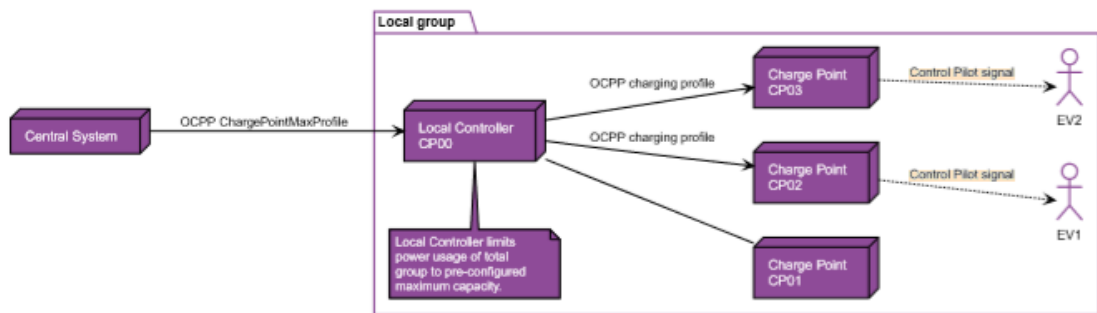 Local group
Central System
OCPP ChargePointMaxProfile
Local Controller
CP00
OCPP charging profile
OCPP charging profile
Charge Point
CP03
Control Pilot signal
EV2
Charge Point
CP02
Control Pilot signal
EV1
Charge Point
CP01
Local Controller limits
power usage of total
group to pre-configured
maximum capacity.